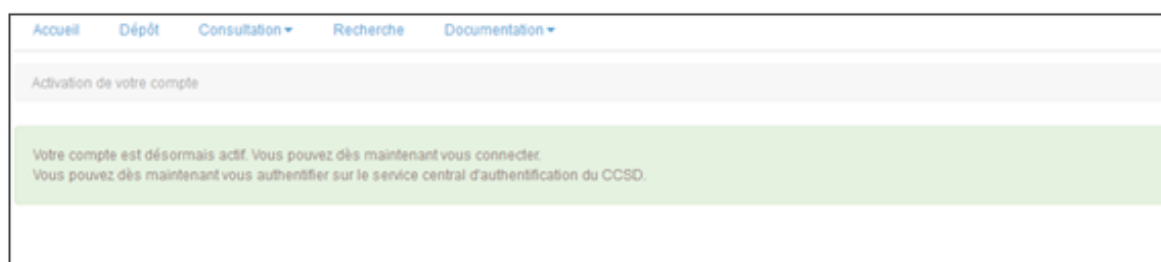 Accueil Dépôt Consultation Recherche Documentation
Activation de votre compte
Votre compte est désormais actif. Vous pouvez dès maintenant vous connecter.
Vous pouvez dès maintenant vous authentifier sur le service central d'authentification du CCSD.